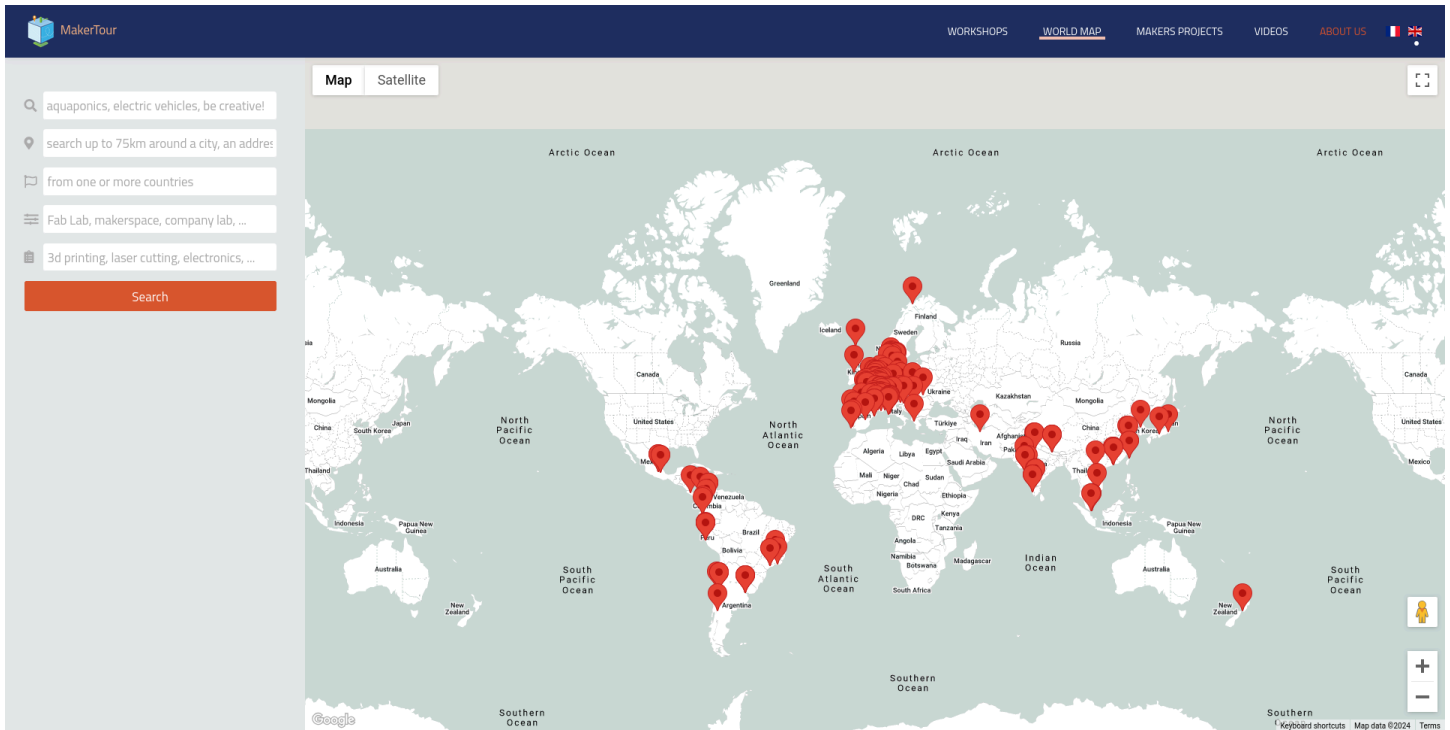 MakerTour
WORKSHOPS
WORLD MAP
MAKERS PROJECTS
VIDEOS
ABOUT US
aquaponics, electric vehicles, be creative!
search up to 75km around a city, an addres
from one or more countries
Fab Lab, makerspace, company lab, ...
3d printing, laser cutting, electronics, ...
Search
Map
Satellite
Arctic Ocean
Arctic Ocean
Arctic Ocean
Greenland
Iceland
Finland
Sweden
Russia
Canada
Canada
Ukraine
Kazakhstan
Mongolia
Mongolia
China
South Korea
Japan
United States
United States
North
Pacific
Ocean
North
Atlantic
Ocean
North
Pacific
Ocean
Türkiye
Iraq
Iran
China
Algeria
Libya
Egypt
Saudi Arabia
Thailand
Mexico
Mali
Niger
Chad
Sudan
Nigeria
Ethiopia
Venezuela
Indonesia
Papua New
Guinea
DRC
Kenya
Tanzania
Indonesia
Papua New
Guinea
Brazil
Bolivia
Angola
Namibia
Botswana
Madagascar
South Africa
Australia
Australia
South
Pacific
Ocean
South
Atlantic
Ocean
Indian
Ocean
South
Pacific
Ocean
New
Zealand
Argentina
New
Zealand
Southern
Ocean
Southern
Ocean
Southern
Google
Keyboard shortcuts
Map data ©2024
Terms